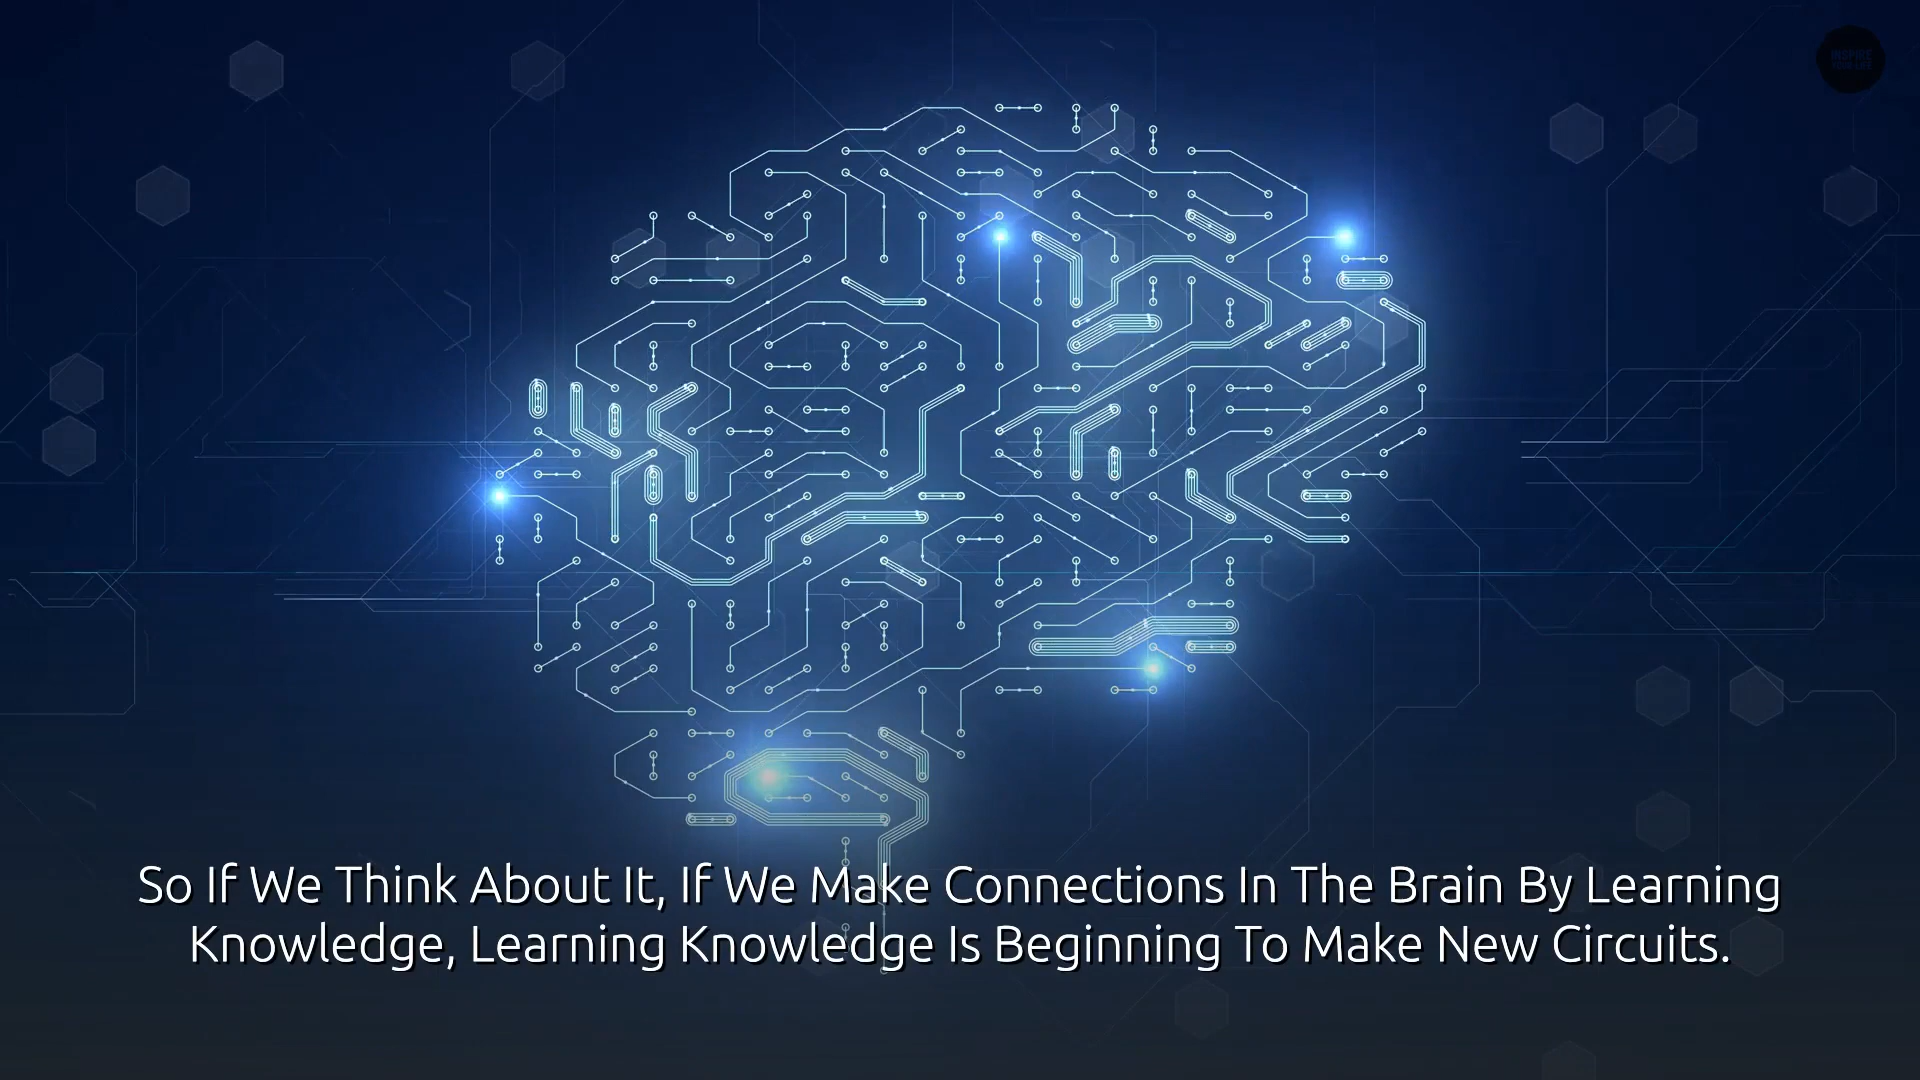 INSPIRE
So If We Think About It, If We Make Connections In The Brain By Learning
Knowledge, Learning Knowledge Is Beginning To Make New Circuits.